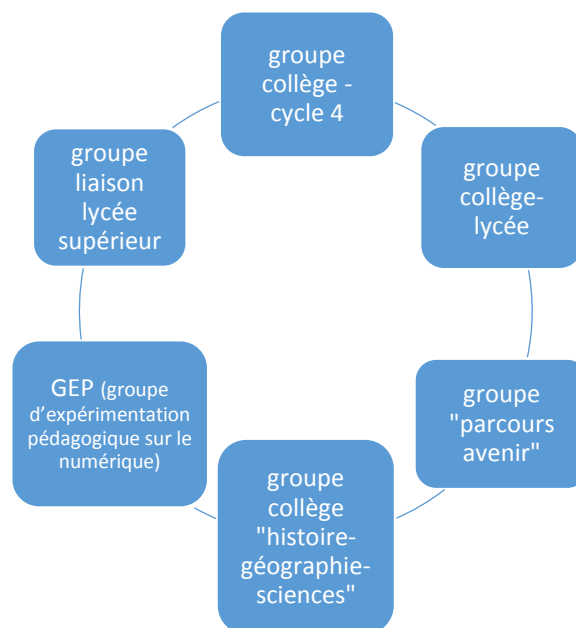 groupe
collège -
cycle 4
groupe
collège-
lycée
groupe
"parcours
avenir"
groupe
collège
"histoire-
géographie-
sciences"
GEP (groupe
d’expérimentation
pédagogique sur le
numérique)
groupe
liaison
lycée
supérieur